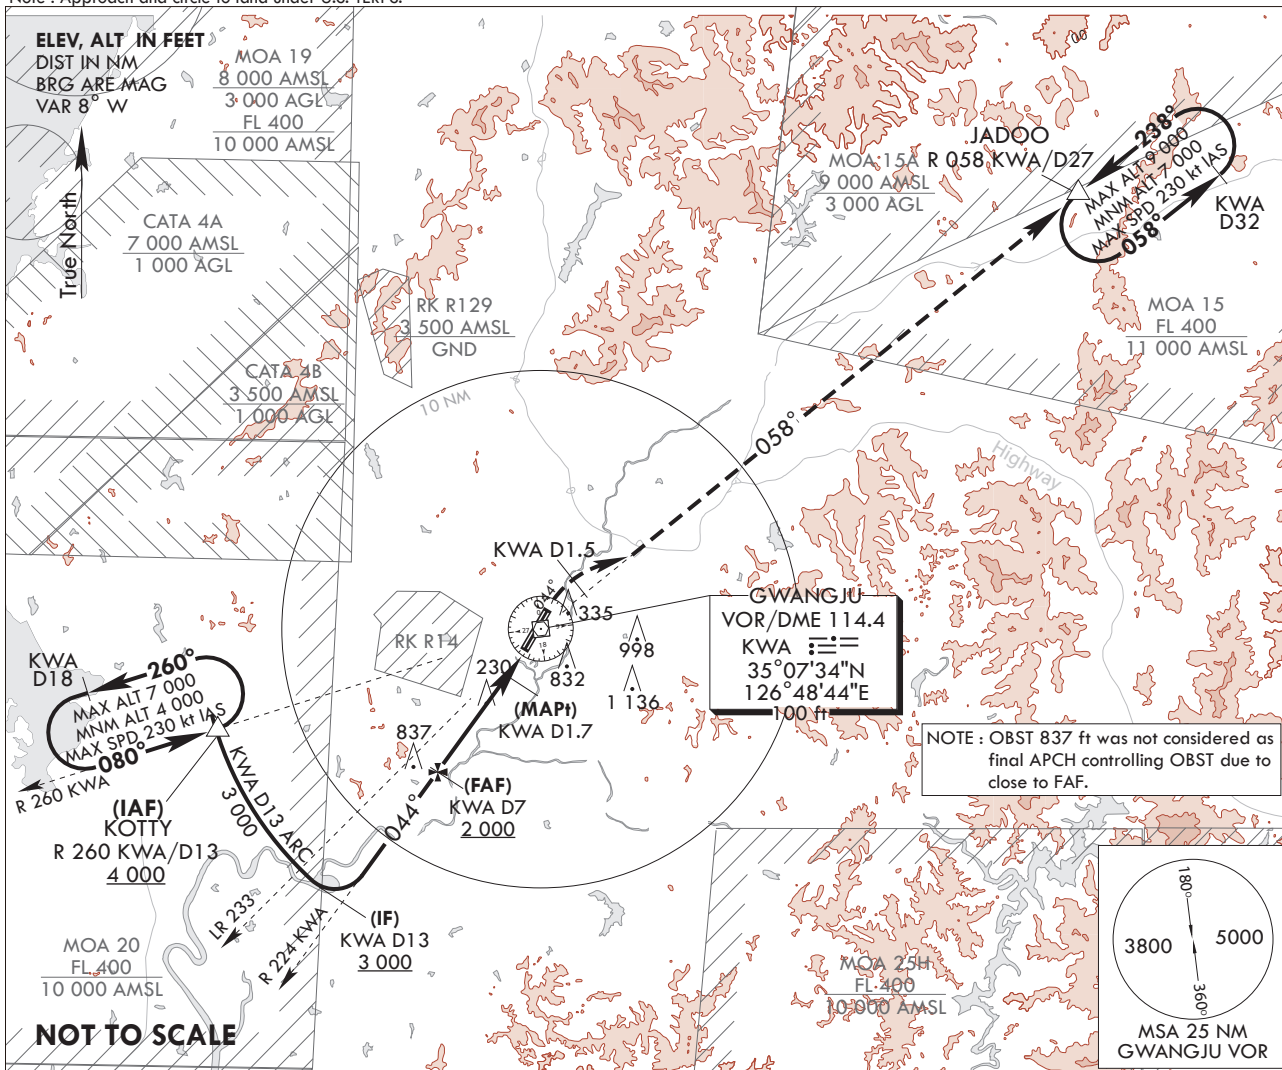 Note : Approach and circle to land under U.S. TERPS.
ELEV, ALT IN FEET
DIST IN NM
BRG ARE MAG
VAR 8° W
True North
MOA 19
8 000 AMSL
3 000 AGL
FL 400
10 000 AMSL
CATA 4A
7 000 AMSL
1 000 AGL
CATA 4B
3 500 AMSL
1 000 AGL
RK R129
3 500 AMSL
GND
10 NM
JADOO
R 058 KWA/D27
MOA 15A
9 000 AMSL
3 000 AGL
238°
MAX ALT 9 000
MNM ALT 7 000
MAX SPD 230 kt IAS
058°
KWA
D32
MOA 15
FL 400
11 000 AMSL
058°
Highway
KWA D1.5
044°
27
18
335
998
832
1 136
230
837
RK R14
GWANGJU
VOR/DME 114.4
KWA
35°07'34"N
126°48'44"E
100 ft
(MAPt)
KWA D1.7
(FAF)
KWA D7
2 000
044°
NOTE : OBST 837 ft was not considered as
final APCH controlling OBST due to
close to FAF.
KWA
D18
260°
MAX ALT 7 000
MNM ALT 4 000
MAX SPD 230 kt IAS
080°
R 260 KWA
(IAF)
KOTTY
R 260 KWA/D13
4 000
KWA D13 ARC
3 000
LR 233
R 224 KWA
(IF)
KWA D13
3 000
MOA 20
FL 400
10 000 AMSL
NOT TO SCALE
MOA 25H
FL 400
10 000 AMSL
180°
3800
5000
360°
MSA 25 NM
GWANGJU VOR